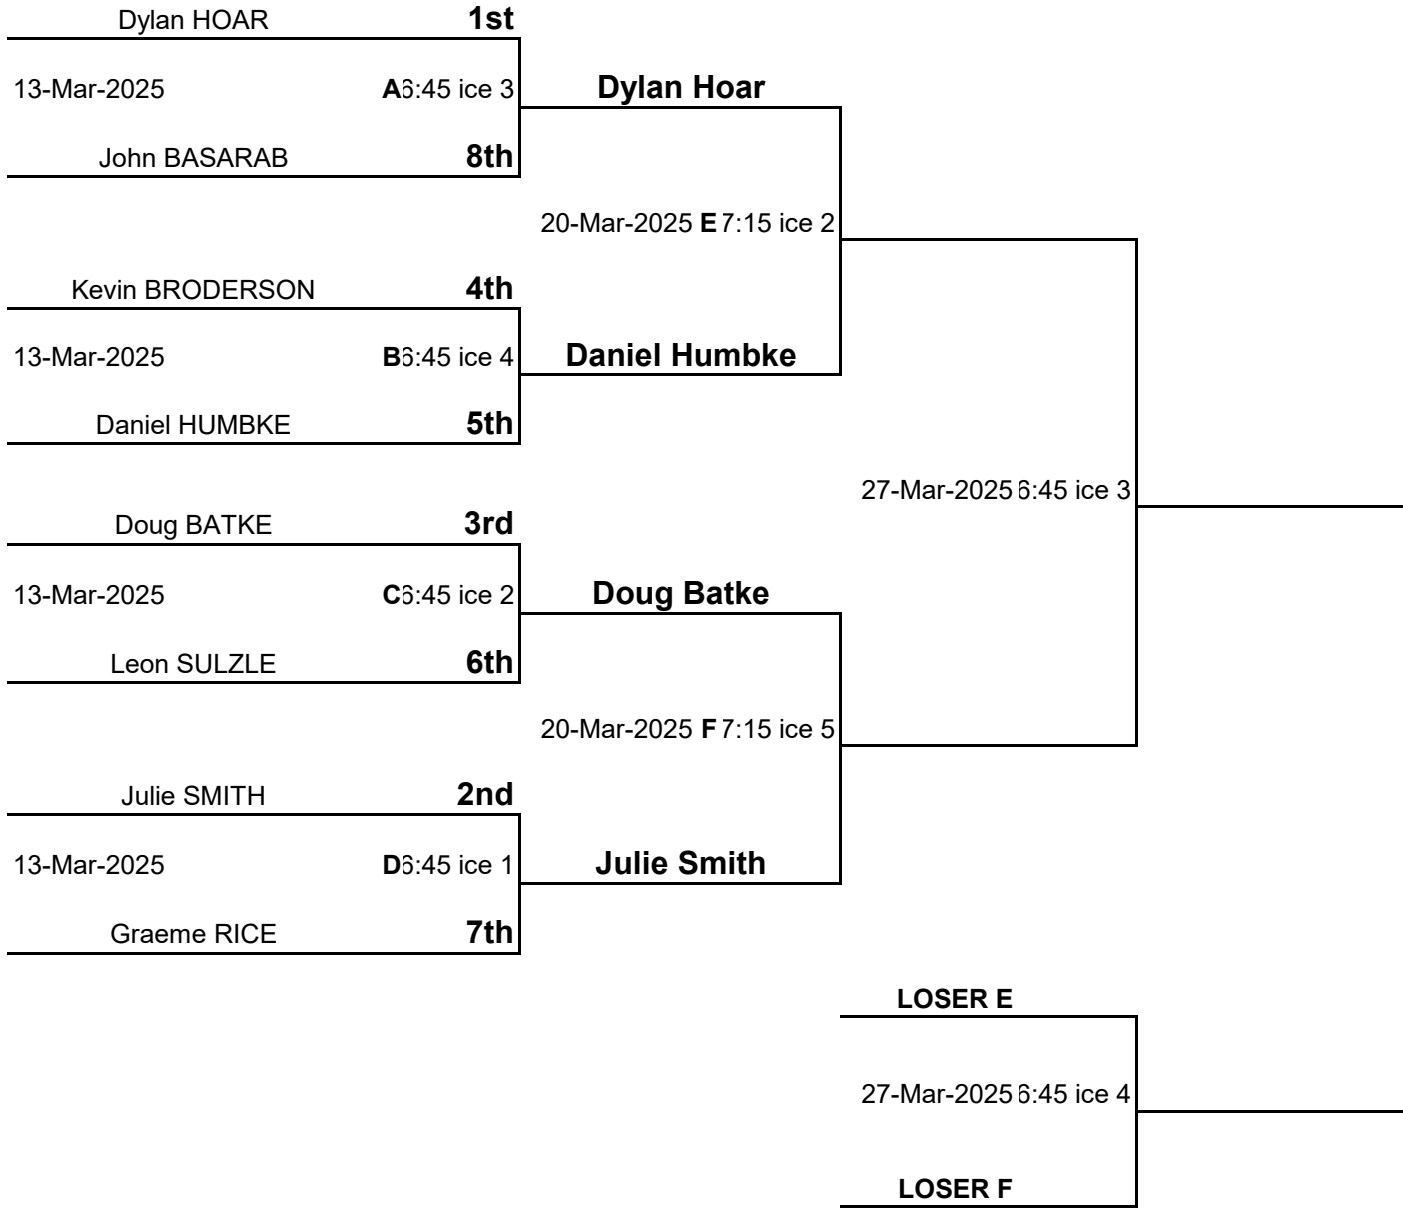 Dylan HOAR 1st
13-Mar-2025 A6:45 ice 3 Dylan Hoar
John BASARAB 8th
20-Mar-2025 E 7:15 ice 2
Kevin BRODERSON 4th
13-Mar-2025 B6:45 ice 4 Daniel Humbke
Daniel HUMBKE 5th
27-Mar-2025 6:45 ice 3
Doug BATKE 3rd
13-Mar-2025 C6:45 ice 2 Doug Batke
Leon SULZLE 6th
20-Mar-2025 F 7:15 ice 5
Julie SMITH 2nd
13-Mar-2025 D6:45 ice 1 Julie Smith
Graeme RICE 7th
LOSER E
27-Mar-2025 6:45 ice 4
LOSER F